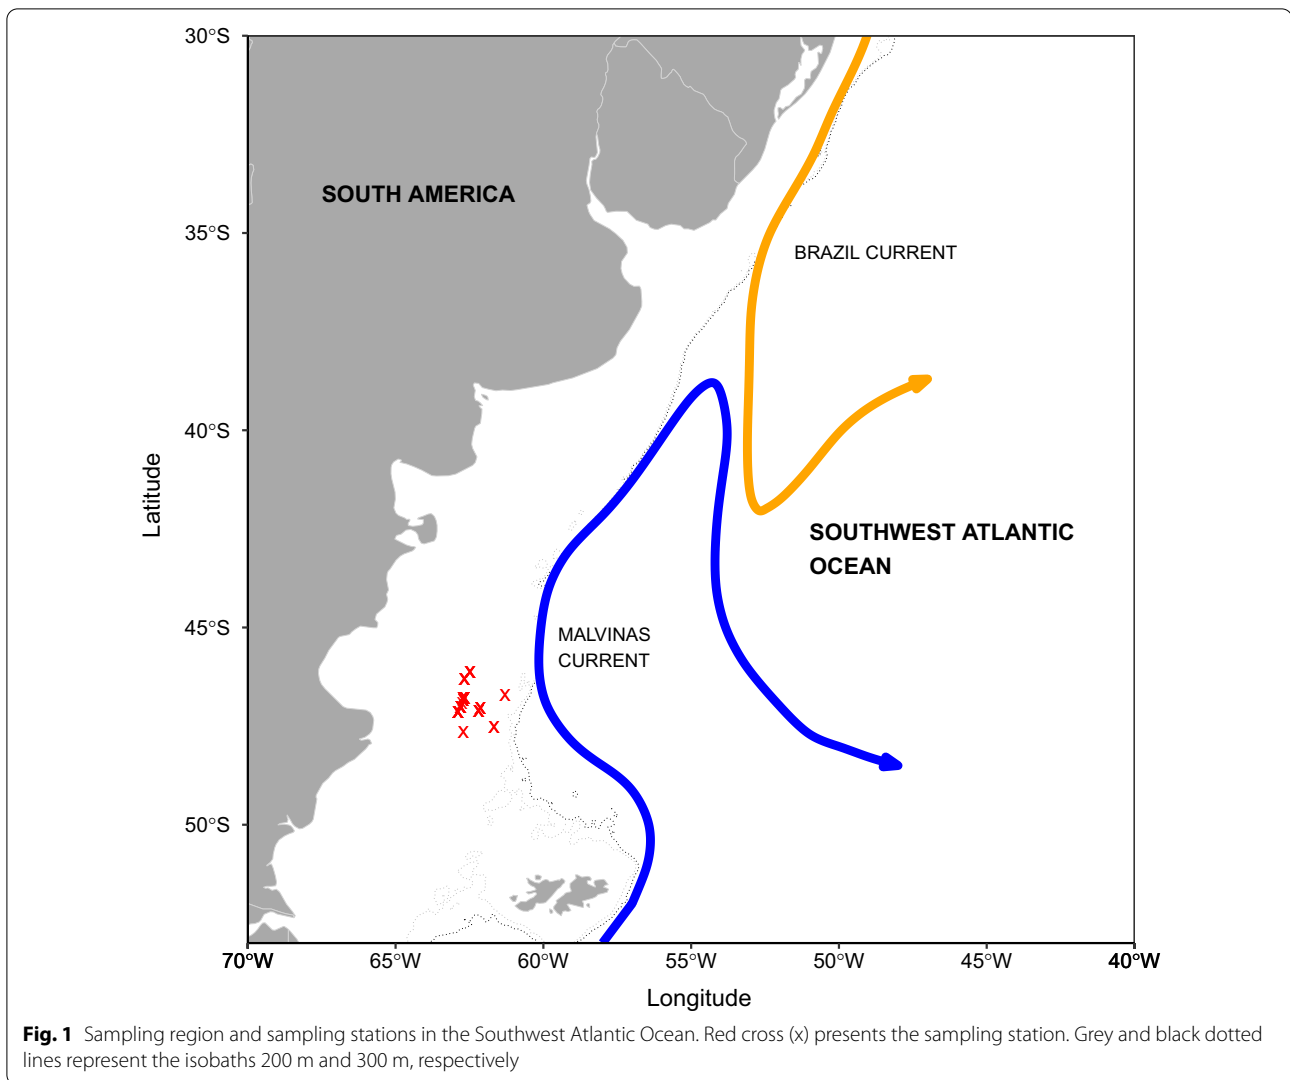 30°S
SOUTH AMERICA
35°S
BRAZIL CURRENT
40°S
Latitude
SOUTHWEST ATLANTIC
OCEAN
45°S
MALVINAS
CURRENT
50°S
70°W 65°W 60°W 55°W 50°W 45°W 40°W
Longitude
Fig. 1 Sampling region and sampling stations in the Southwest Atlantic Ocean. Red cross (x) presents the sampling station. Grey and black dotted
lines represent the isobaths 200 m and 300 m, respectively